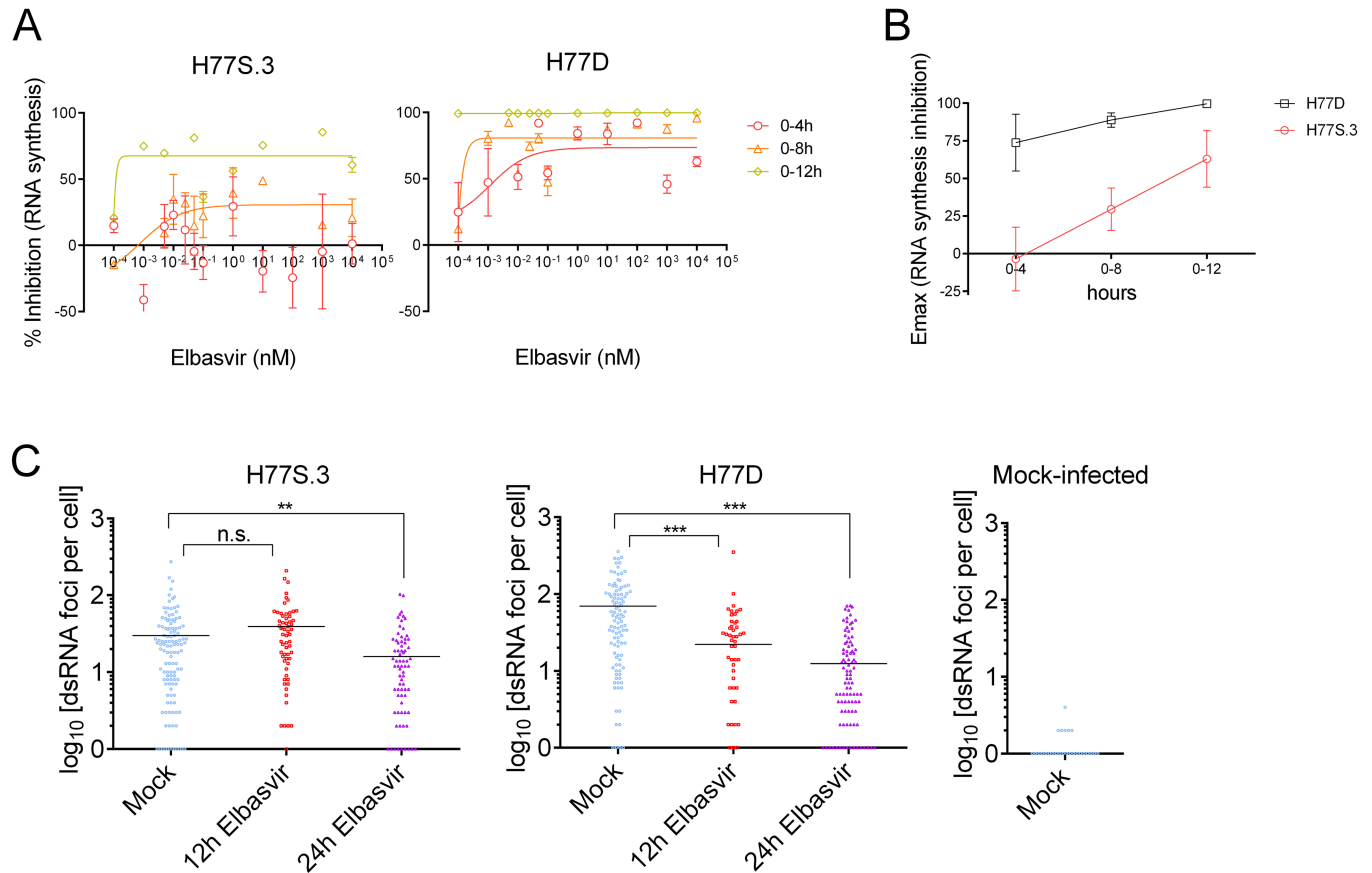 A
H77S.3
H77D
% Inhibition (RNA synthesis)
100
50
0
-50
10-4 10-3 10-2 10-1 100 101 102 103 104 105
Elbasvir (nM)
100
50
0
-50
10-4 10-3 10-2 10-1 100 101 102 103 104 105
Elbasvir (nM)
0-4h
0-8h
0-12h
B
Emax (RNA synthesis inhibition)
100
75
50
25
0
-25
0-4 0-8 0-12
hours
H77D
H77S.3
C
H77S.3
log10 [dsRNA foci per cell]
3
2
1
0
**
n.s.
Mock
12h Elbasvir
24h Elbasvir
H77D
log10 [dsRNA foci per cell]
3
2
1
0
***
***
Mock
12h Elbasvir
24h Elbasvir
Mock-infected
log10 [dsRNA foci per cell]
3
2
1
0
Mock